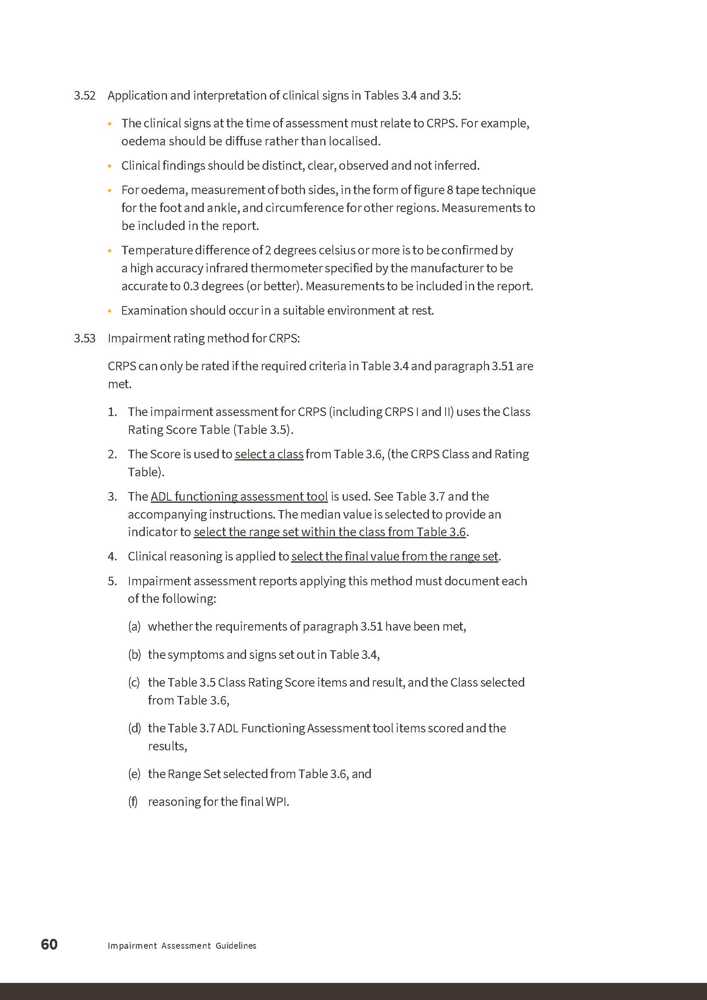 3.52 Application and interpretation of clinical signs in Tables 3.4 and 3.5:
• The clinical signs at the time of assessment must relate to CRPS. For example,
oedema should be diffuse rather than localised.
• Clinical findings should be distinct, clear, observed and not inferred.
• For oedema, measurement of both sides, in the form of figure 8 tape technique
for the foot and ankle, and circumference for other regions. Measurements to
be included in the report.
• Temperature difference of 2 degrees celsius or more is to be confirmed by
a high accuracy infrared thermometer specified by the manufacturer to be
accurate to 0.3 degrees (or better). Measurements to be included in the report.
• Examination should occur in a suitable environment at rest.
3.53 Impairment rating method for CRPS:
CRPS can only be rated if the required criteria in Table 3.4 and paragraph 3.51 are
met.
1. The impairment assessment for CRPS (including CRPS I and II) uses the Class
Rating Score Table (Table 3.5).
2. The Score is used to select a class from Table 3.6, (the CRPS Class and Rating
Table).
3. The ADL functioning assessment tool is used. See Table 3.7 and the
accompanying instructions. The median value is selected to provide an
indicator to select the range set within the class from Table 3.6.
4. Clinical reasoning is applied to select the final value from the range set.
5. Impairment assessment reports applying this method must document each
of the following:
(a) whether the requirements of paragraph 3.51 have been met,
(b) the symptoms and signs set out in Table 3.4,
(c) the Table 3.5 Class Rating Score items and result, and the Class selected
from Table 3.6,
(d) the Table 3.7 ADL Functioning Assessment tool items scored and the
results,
(e) the Range Set selected from Table 3.6, and
(f) reasoning for the final WPI.
60 Impairment Assessment Guidelines